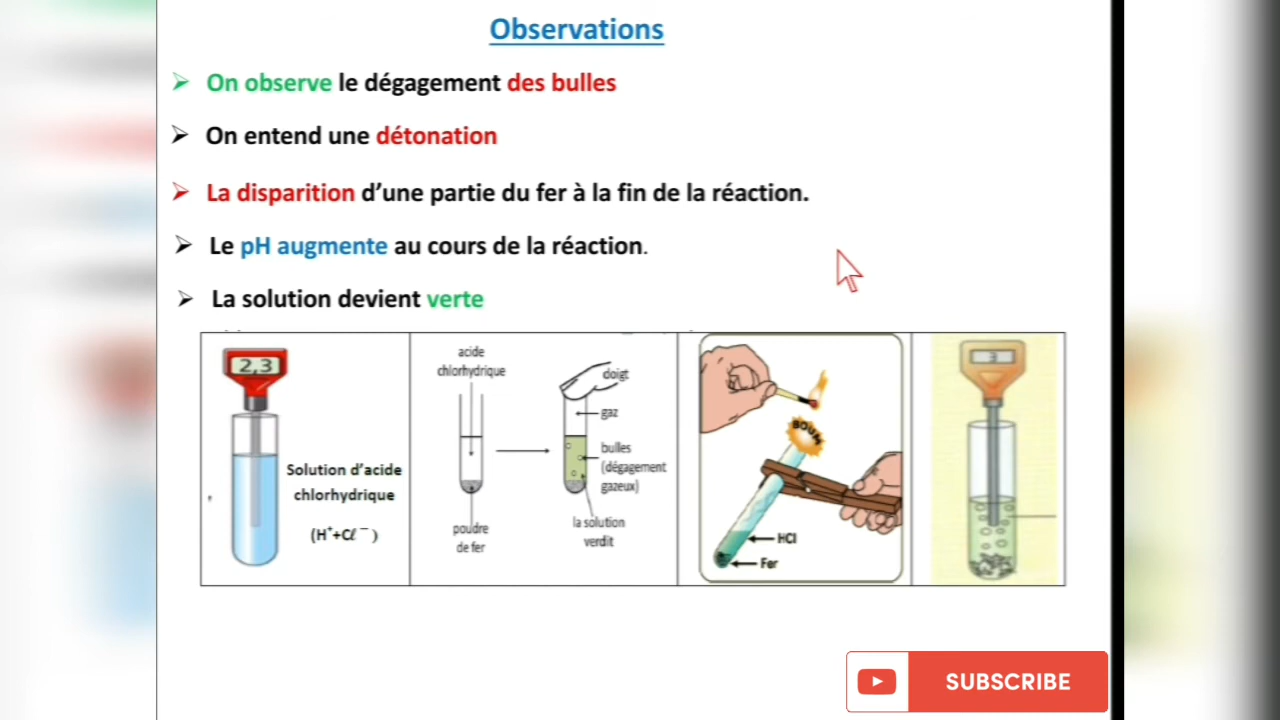 Observations
➢ On observe le dégagement des bulles
➢ On entend une détonation
➢ La disparition d’une partie du fer à la fin de la réaction.
➢ Le pH augmente au cours de la réaction.
➢ La solution devient verte
2,3
Solution d’acide
chlorhydrique
(H⁺+Cℓ⁻)
acide
chlorhydrique
poudre
de fer
doigt
gaz
bulles
(dégagement
gazeux)
la solution
verdit
BOUM
HCl
Fer
3
SUBSCRIBE